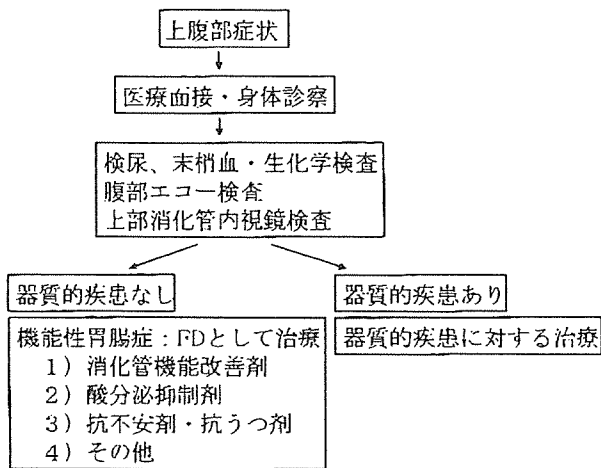 上腹部症状
医療面接・身体診察
検尿、末梢血・生化学検査
腹部エコー検査
上部消化管内視鏡検査
器質的疾患なし
器質的疾患あり
機能性胃腸症：FDとして治療
1）消化管機能改善剤
2）酸分泌抑制剤
3）抗不安剤・抗うつ剤
4）その他
器質的疾患に対する治療